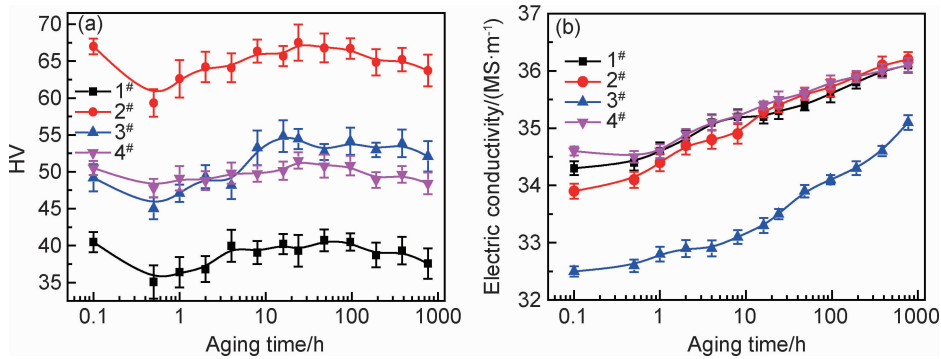 (a)
HV
70
65
60
55
50
45
40
35
1#
2#
3#
4#
0.1 1 10 100 1000
Aging time/h
(b)
Electric conductivity/(MS·m-1)
37
36
35
34
33
32
1#
2#
3#
4#
0.1 1 10 100 1000
Aging time/h